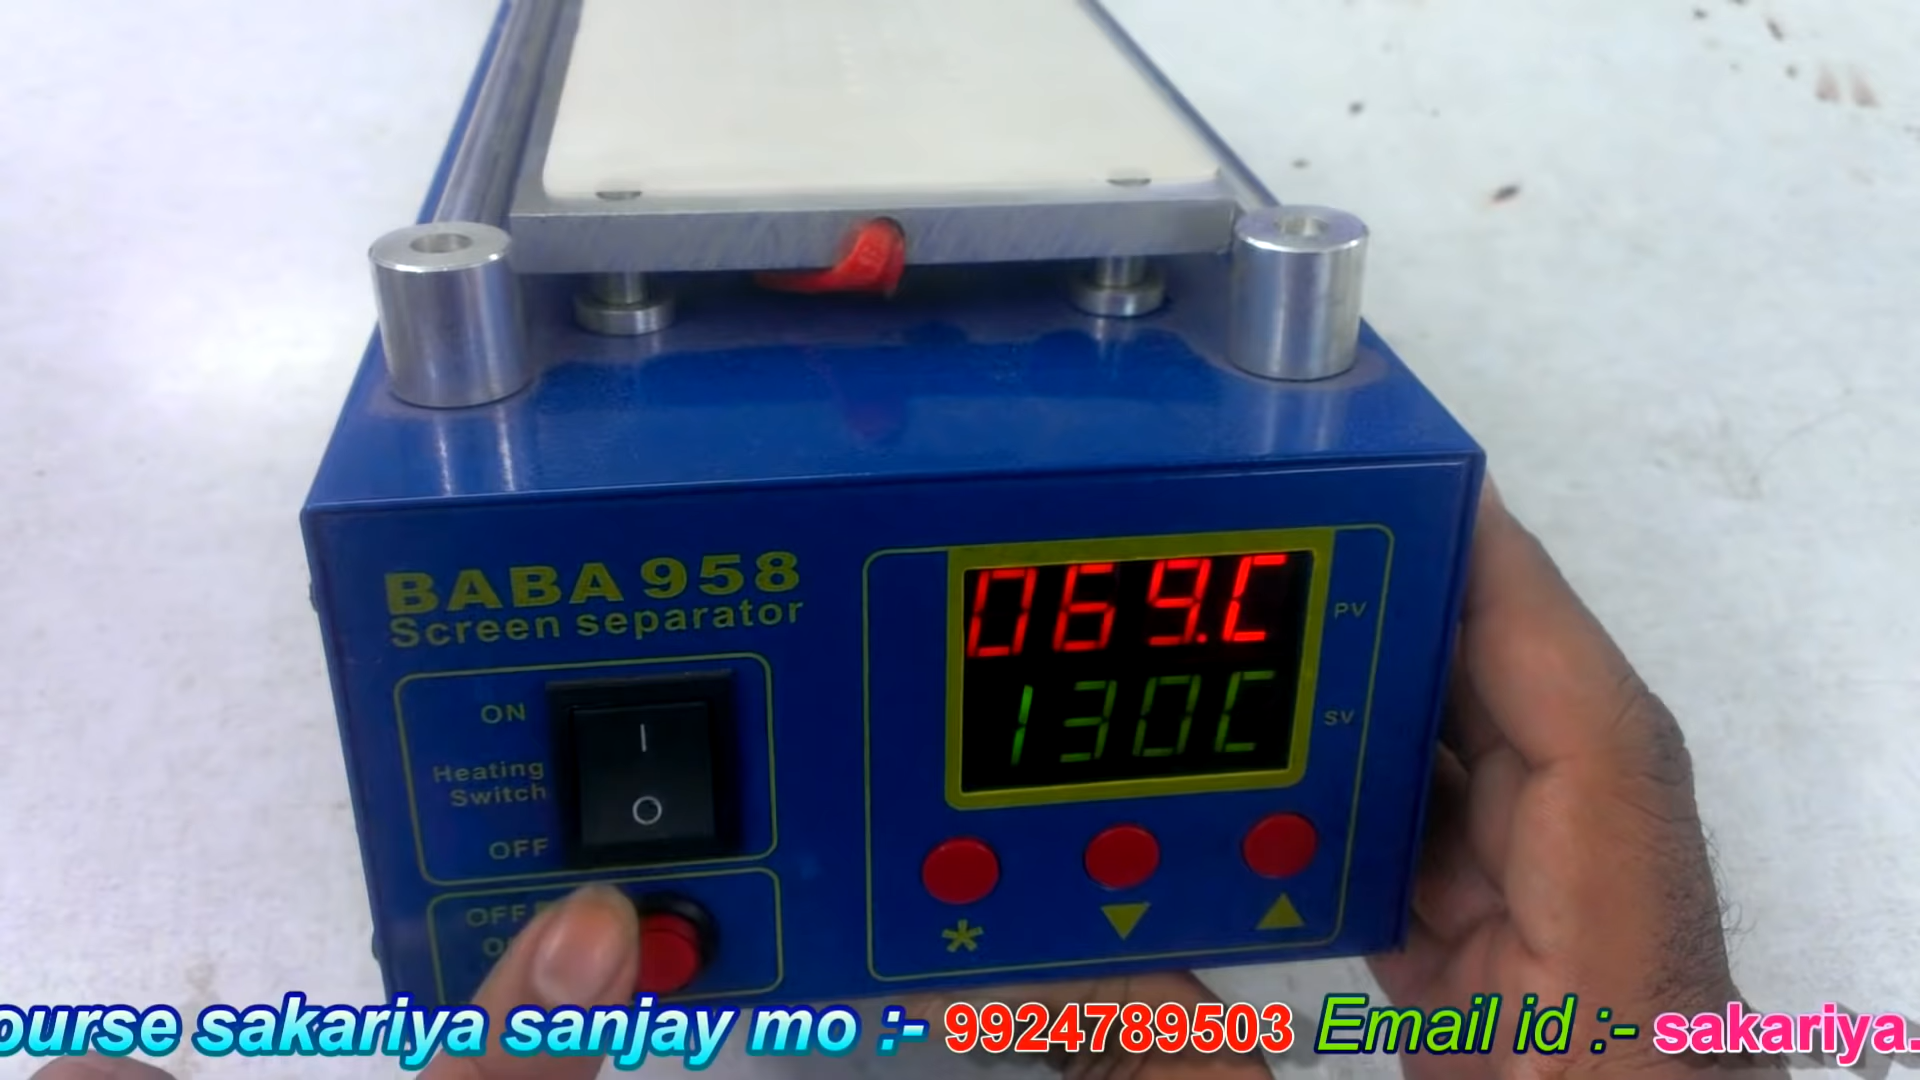 BABA 958
Screen separator
069.C
PV
130C
SV
ON
Heating
Switch
OFF
OFF
ourse sakariya sanjay mo :- 9924789503 Email id :- sakariya.